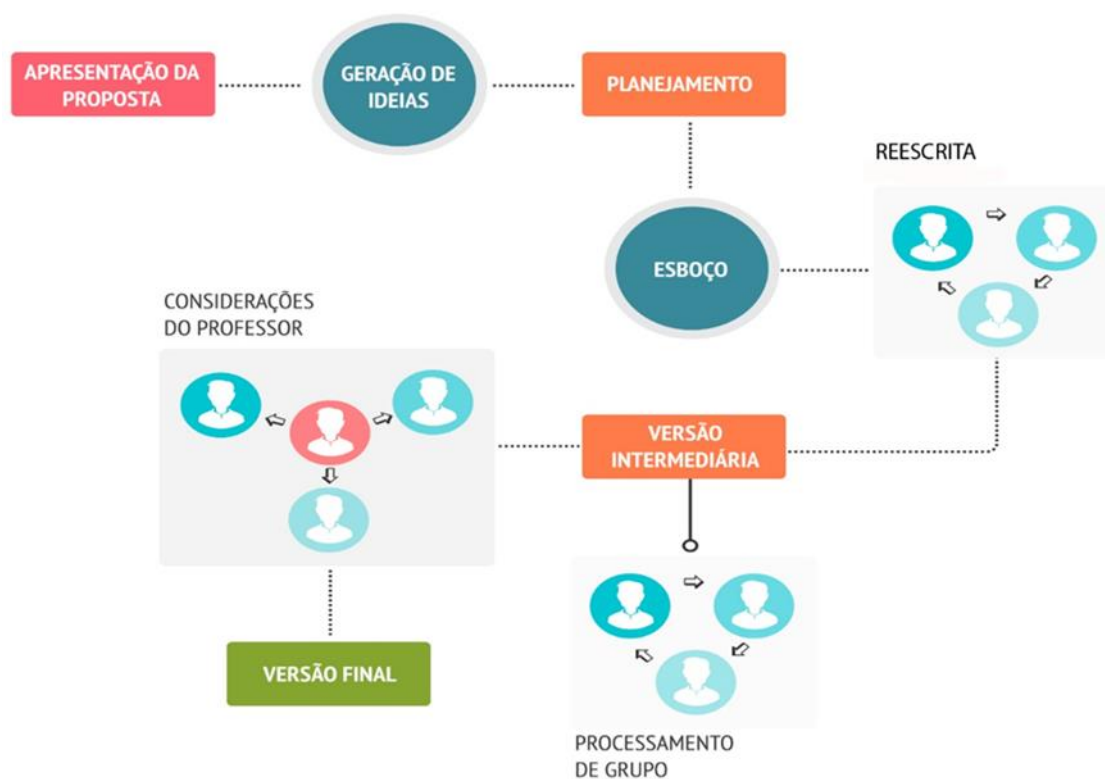 APRESENTAÇÃO DA
PROPOSTA
GERAÇÃO DE
IDEIAS
PLANEJAMENTO
REESCRITA
ESBOÇO
CONSIDERAÇÕES
DO PROFESSOR
VERSÃO
INTERMEDIÁRIA
VERSÃO FINAL
PROCESSAMENTO
DE GRUPO